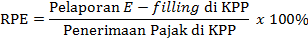 RPE = Pelaporan E – filling di KPP / Penerimaan Pajak di KPP x 100%